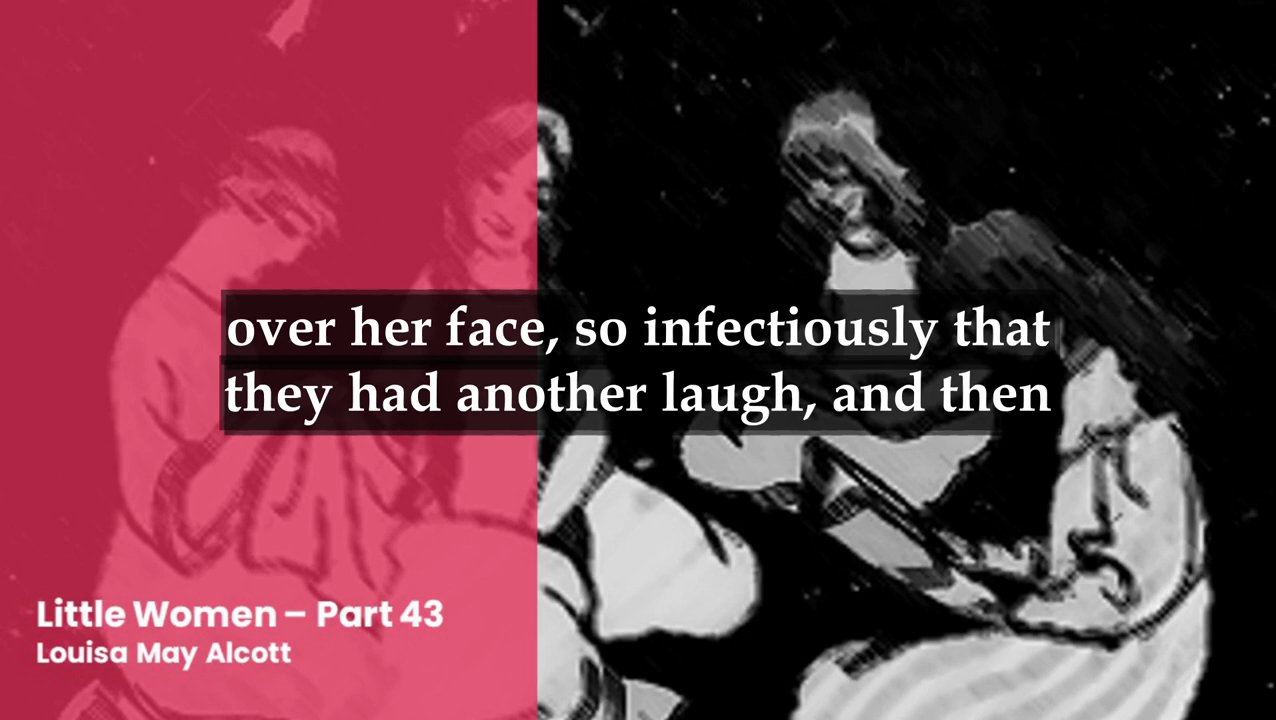 over her face, so infectiously that
they had another laugh, and then
Little Women – Part 43
Louisa May Alcott